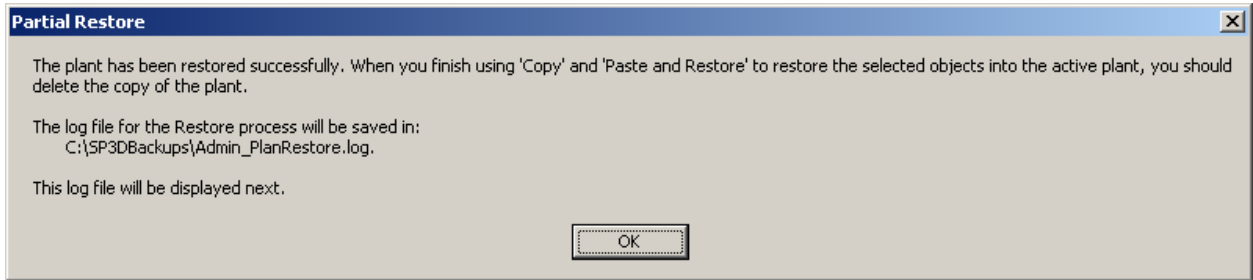 Partial Restore
The plant has been restored successfully. When you finish using 'Copy' and 'Paste and Restore' to restore the selected objects into the active plant, you should
delete the copy of the plant.
The log file for the Restore process will be saved in:
C:\SP3DBackups\Admin_PlanRestore.log.
This log file will be displayed next.
OK